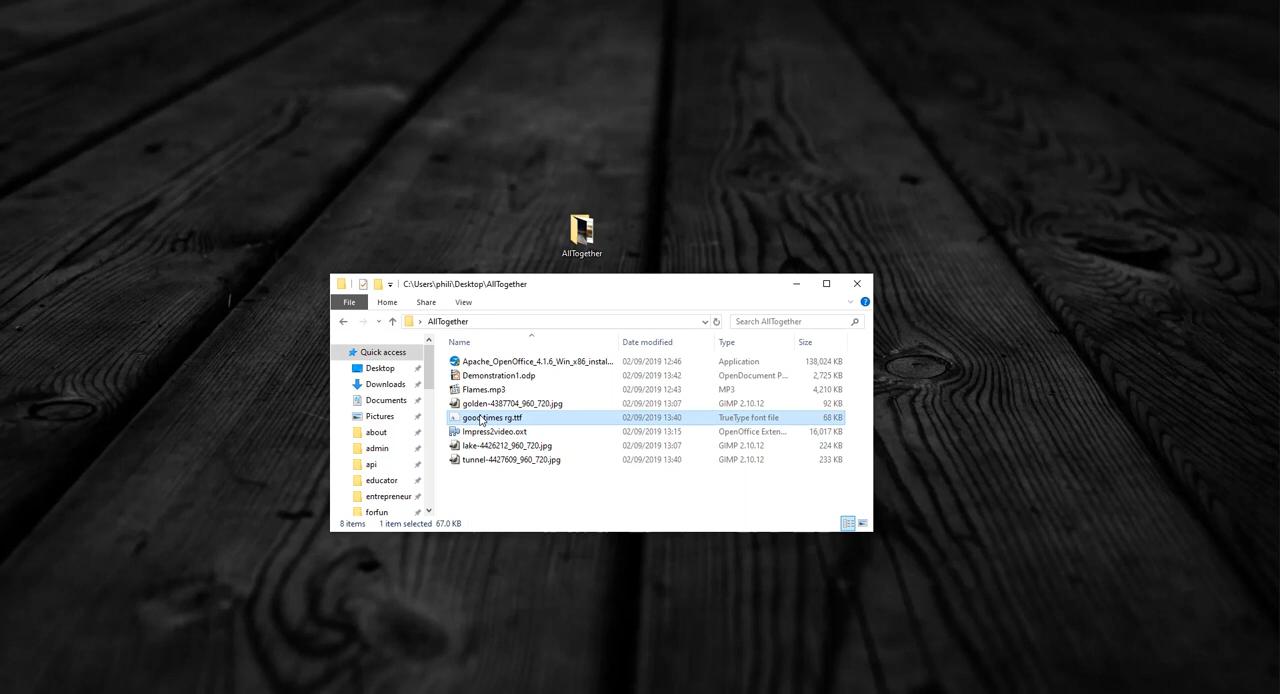 AllTogether
C:\Users\phili\Desktop\AllTogether
File Home Share View
AllTogether
Search AllTogether
Name Date modified Type Size
Quick access
Desktop
Downloads
Documents
Pictures
about
admin
api
educator
entrepreneur
forfun
Apache_OpenOffice_4.1.6_Win_x86_instal... 02/09/2019 12:46 Application 138,024 KB
Demonstration1.odp 02/09/2019 13:42 OpenDocument P... 2,725 KB
Flames.mp3 02/09/2019 12:43 MP3 4,210 KB
golden-4387704_960_720.jpg 02/09/2019 13:07 GIMP 2.10.12 92 KB
good times rg.ttf 02/09/2019 13:40 TrueType font file 68 KB
Impress2video.oxt 02/09/2019 13:15 OpenOffice Exten... 16,017 KB
lake-4426212_960_720.jpg 02/09/2019 13:07 GIMP 2.10.12 224 KB
tunnel-4427609_960_720.jpg 02/09/2019 13:40 GIMP 2.10.12 233 KB
8 items 1 item selected 67.0 KB